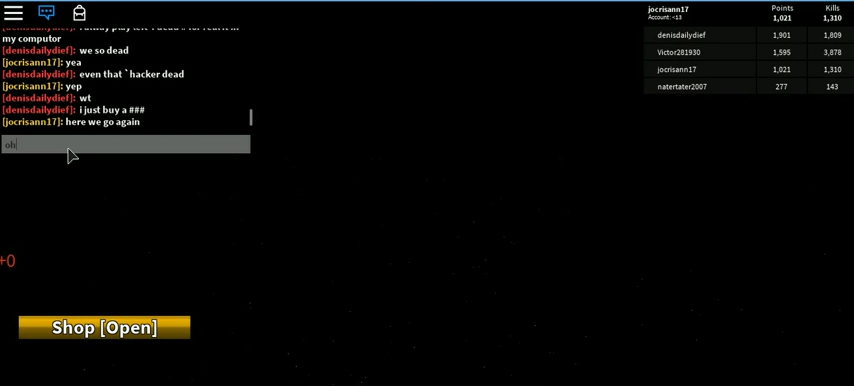 my computor
[denisdailydief]: we so dead
[jocrisann17]: yea
[denisdailydief]: even that `hacker dead
[jocrisann17]: yep
[denisdailydief]: wt
[denisdailydief]: i just buy a ###
[jocrisann17]: here we go again
oh
+0
Shop [Open]
jocrisann17 Points Kills
Account: <13 1,021 1,310
denisdailydief 1,901 1,809
Victor281930 1,595 3,878
jocrisann17 1,021 1,310
natertater2007 277 143